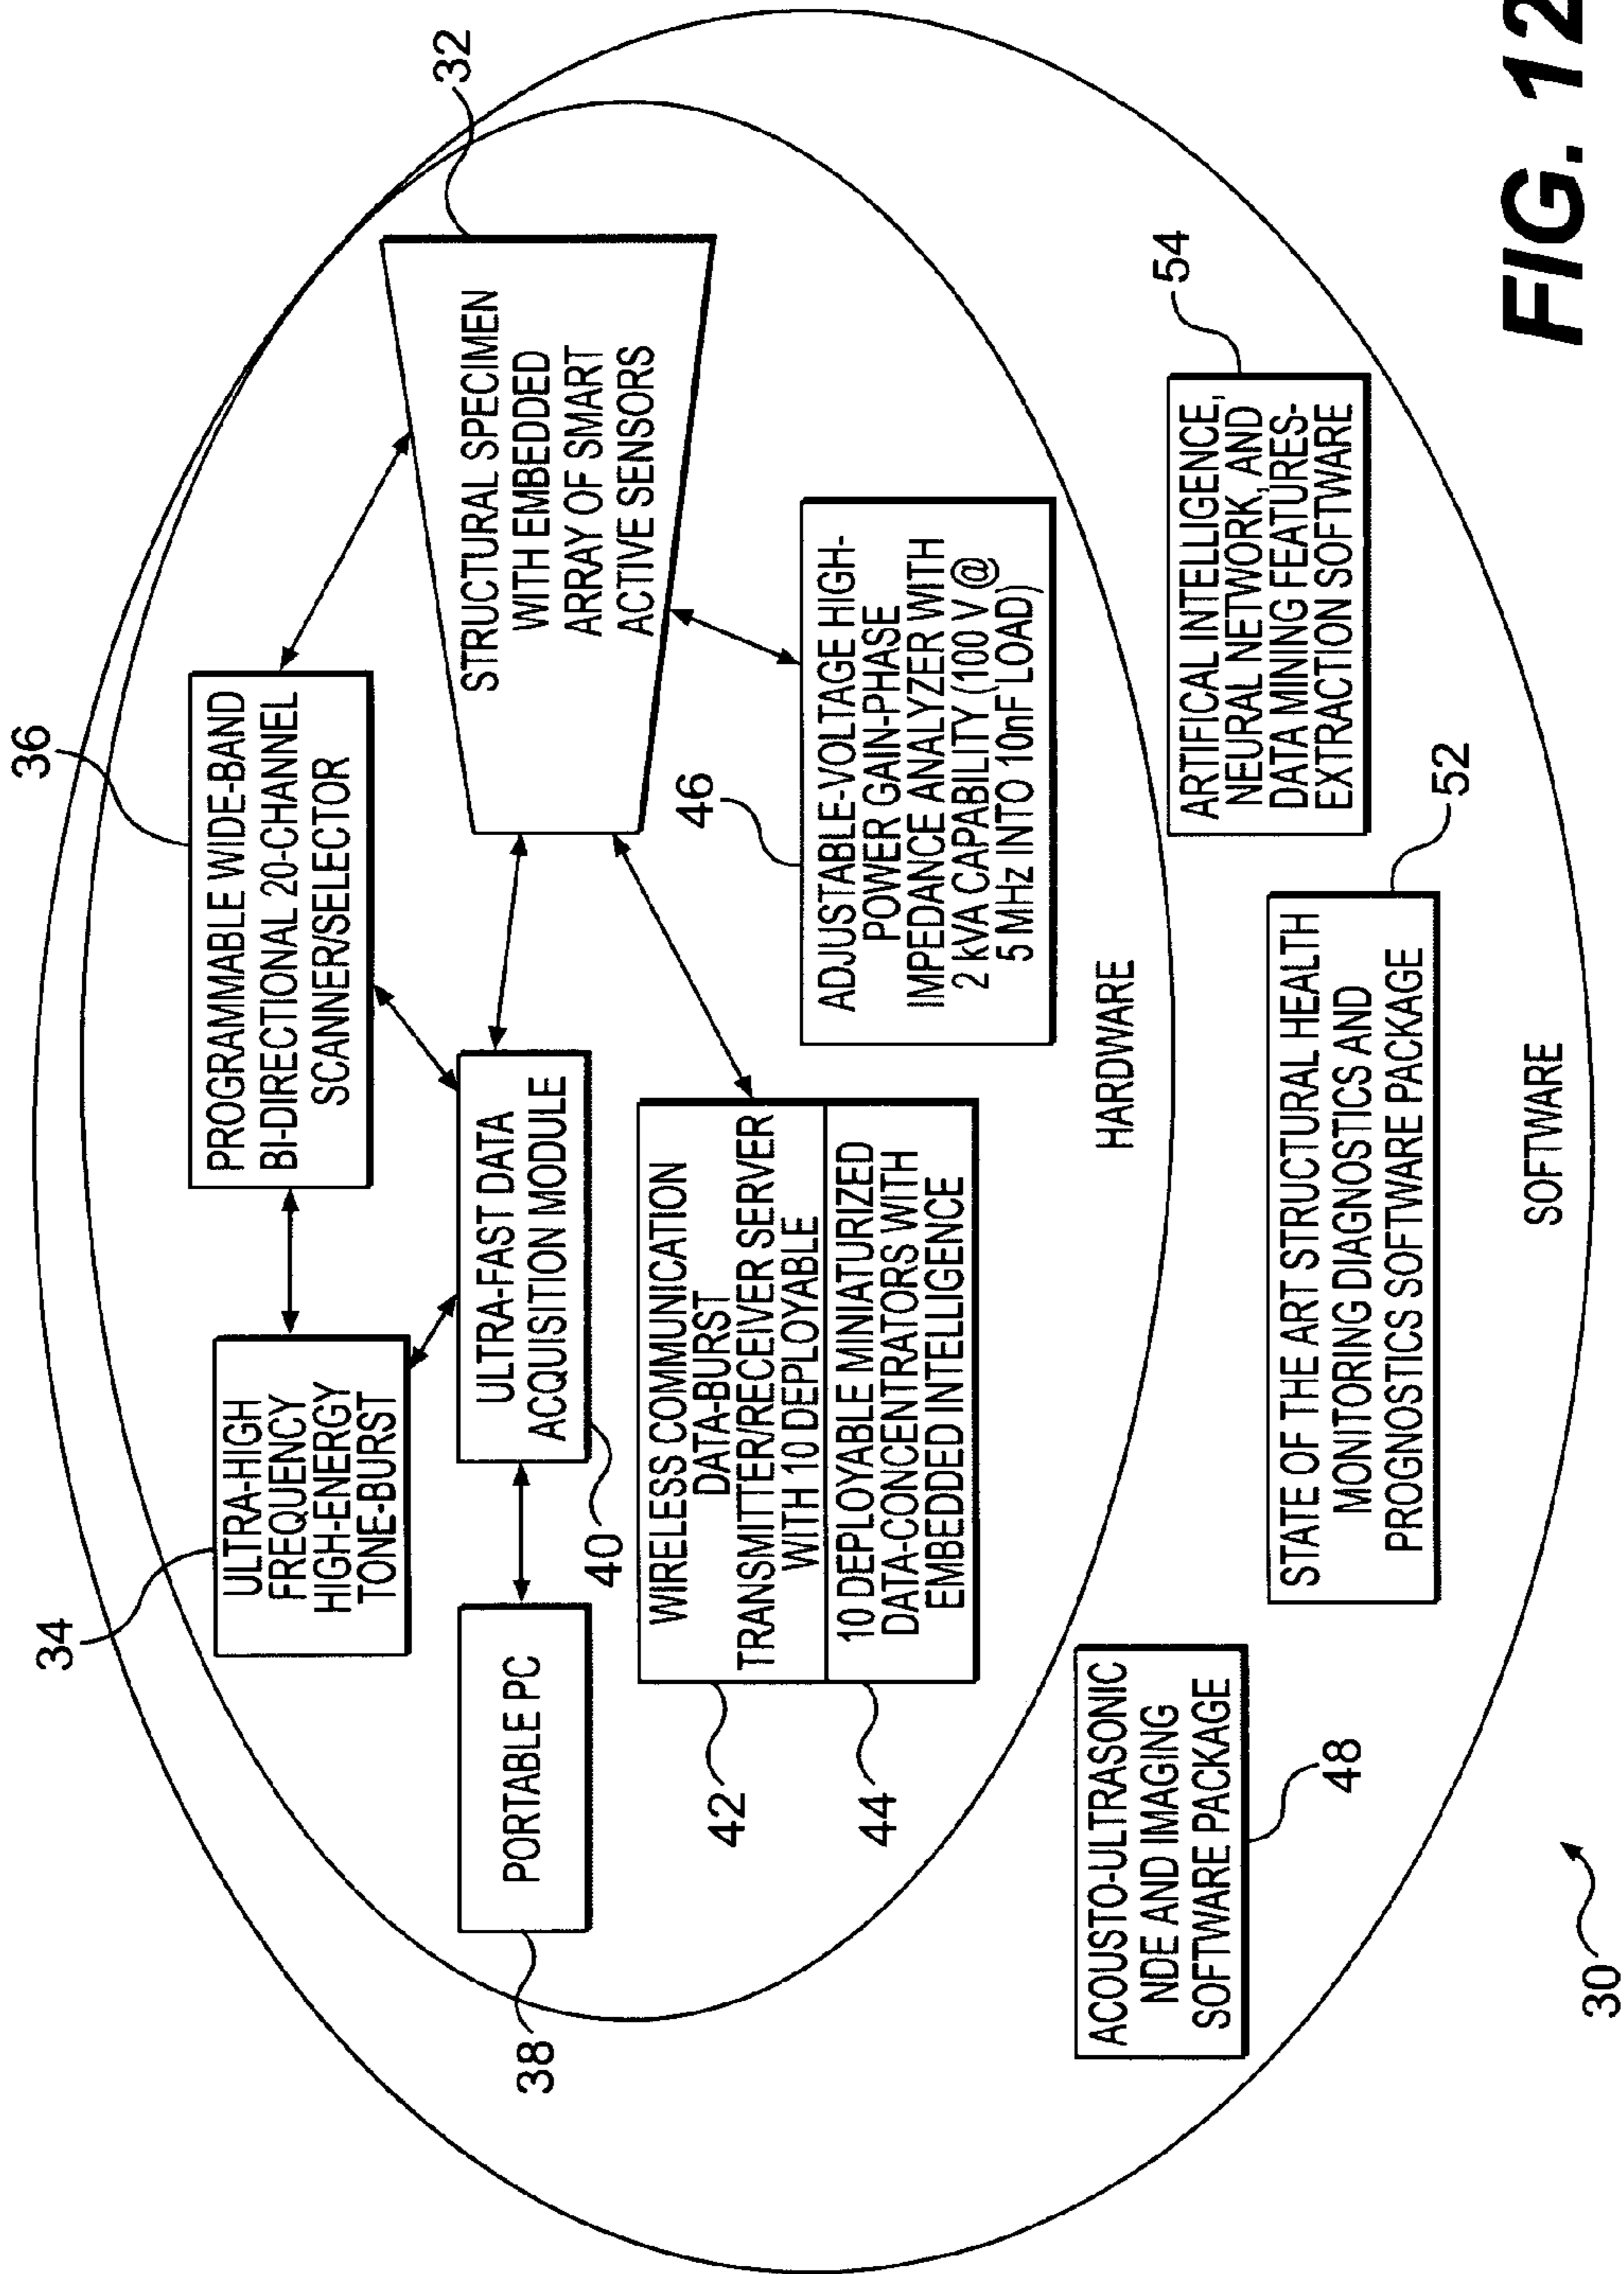 36
PROGRAMMABLE WIDE-BAND
BI-DIRECTIONAL 20-CHANNEL
SCANNER/SELECTOR
34
ULTRA-HIGH
FREQUENCY
HIGH-ENERGY
TONE-BURST
32
STRUCTURAL SPECIMEN
WITH EMBEDDED
ARRAY OF SMART
ACTIVE SENSORS
38
PORTABLE PC
ULTRA-FAST DATA
ACQUISITION MODULE
40
42
WIRELESS COMMUNICATION
DATA-BURST
TRANSMITTER/RECEIVER SERVER
WITH 10 DEPLOYABLE
44
10 DEPLOYABLE MINIATURIZED
DATA-CONCENTRATORS WITH
EMBEDDED INTELLIGENCE
46
ADJUSTABLE-VOLTAGE HIGH-
POWER GAIN-PHASE
IMPEDANCE ANALYZER WITH
2 kVA CAPABILITY (100 V @
5 MHz INTO 10nF LOAD)
HARDWARE
ACOUSTO-ULTRASONIC
NDE AND IMAGING
SOFTWARE PACKAGE
48
STATE OF THE ART STRUCTURAL HEALTH
MONITORING DIAGNOSTICS AND
PROGNOSTICS SOFTWARE PACKAGE
52
ARTIFICAL INTELLIGENCE,
NEURAL NETWORK, AND
DATA MINING FEATURES-
EXTRACTION SOFTWARE
54
SOFTWARE
30
FIG. 12